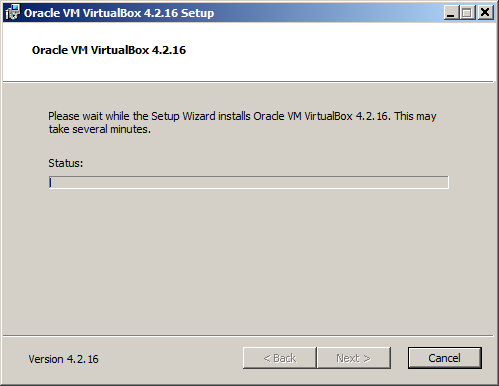 Oracle VM VirtualBox 4.2.16 Setup
Oracle VM VirtualBox 4.2.16
Please wait while the Setup Wizard installs Oracle VM VirtualBox 4.2.16. This may
take several minutes.
Status:
Version 4.2.16
< Back
Next >
Cancel